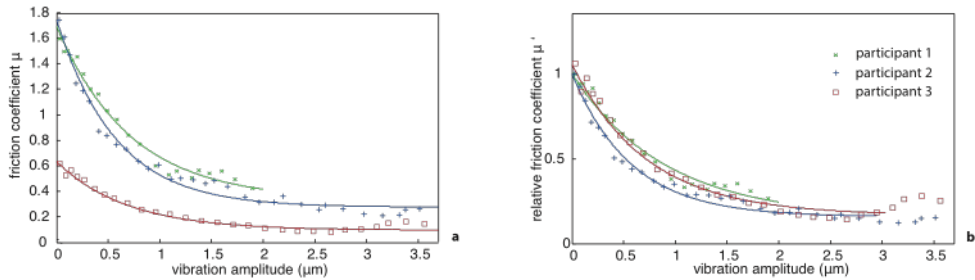 friction coefficient μ
1.8
1.6
1.4
1.2
1
0.8
0.6
0.4
0.2
0
0 0.5 1 1.5 2 2.5 3 3.5
vibration amplitude (μm)
a
relative friction coefficient μ '
1
0.5
0
0 0.5 1 1.5 2 2.5 3 3.5
vibration amplitude (μm)
participant 1
participant 2
participant 3
b